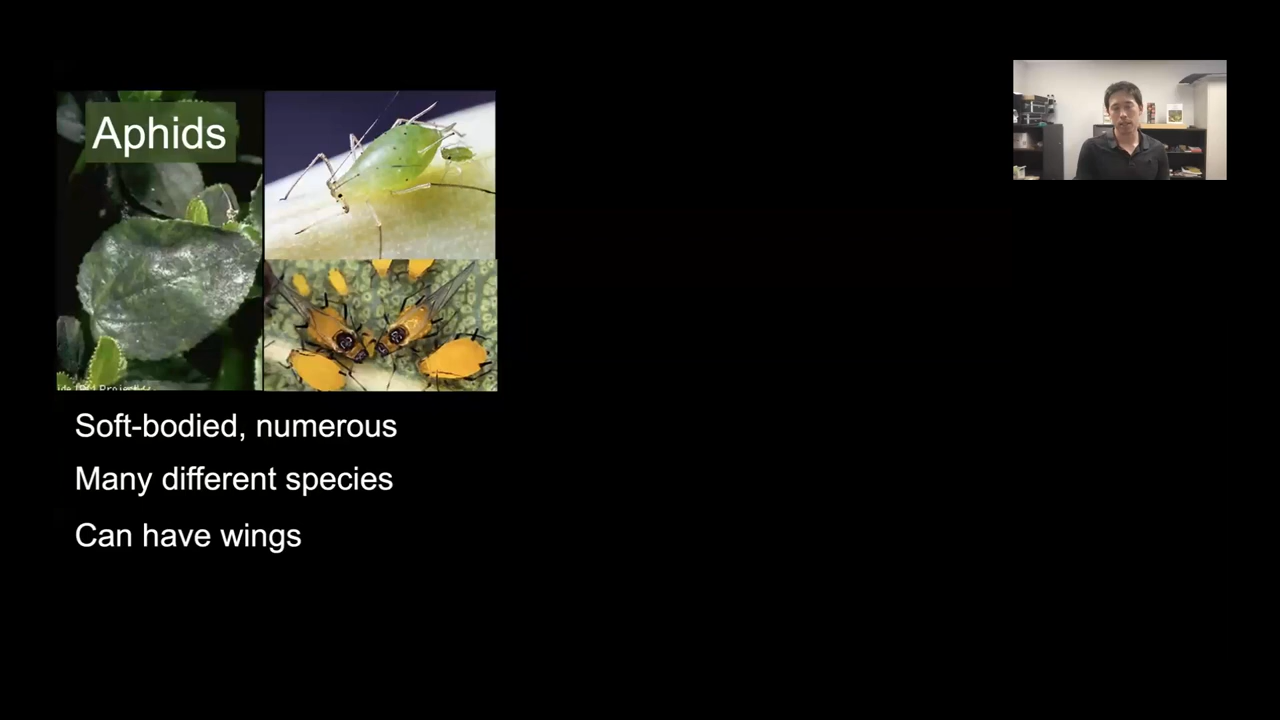 Aphids
Soft-bodied, numerous
Many different species
Can have wings